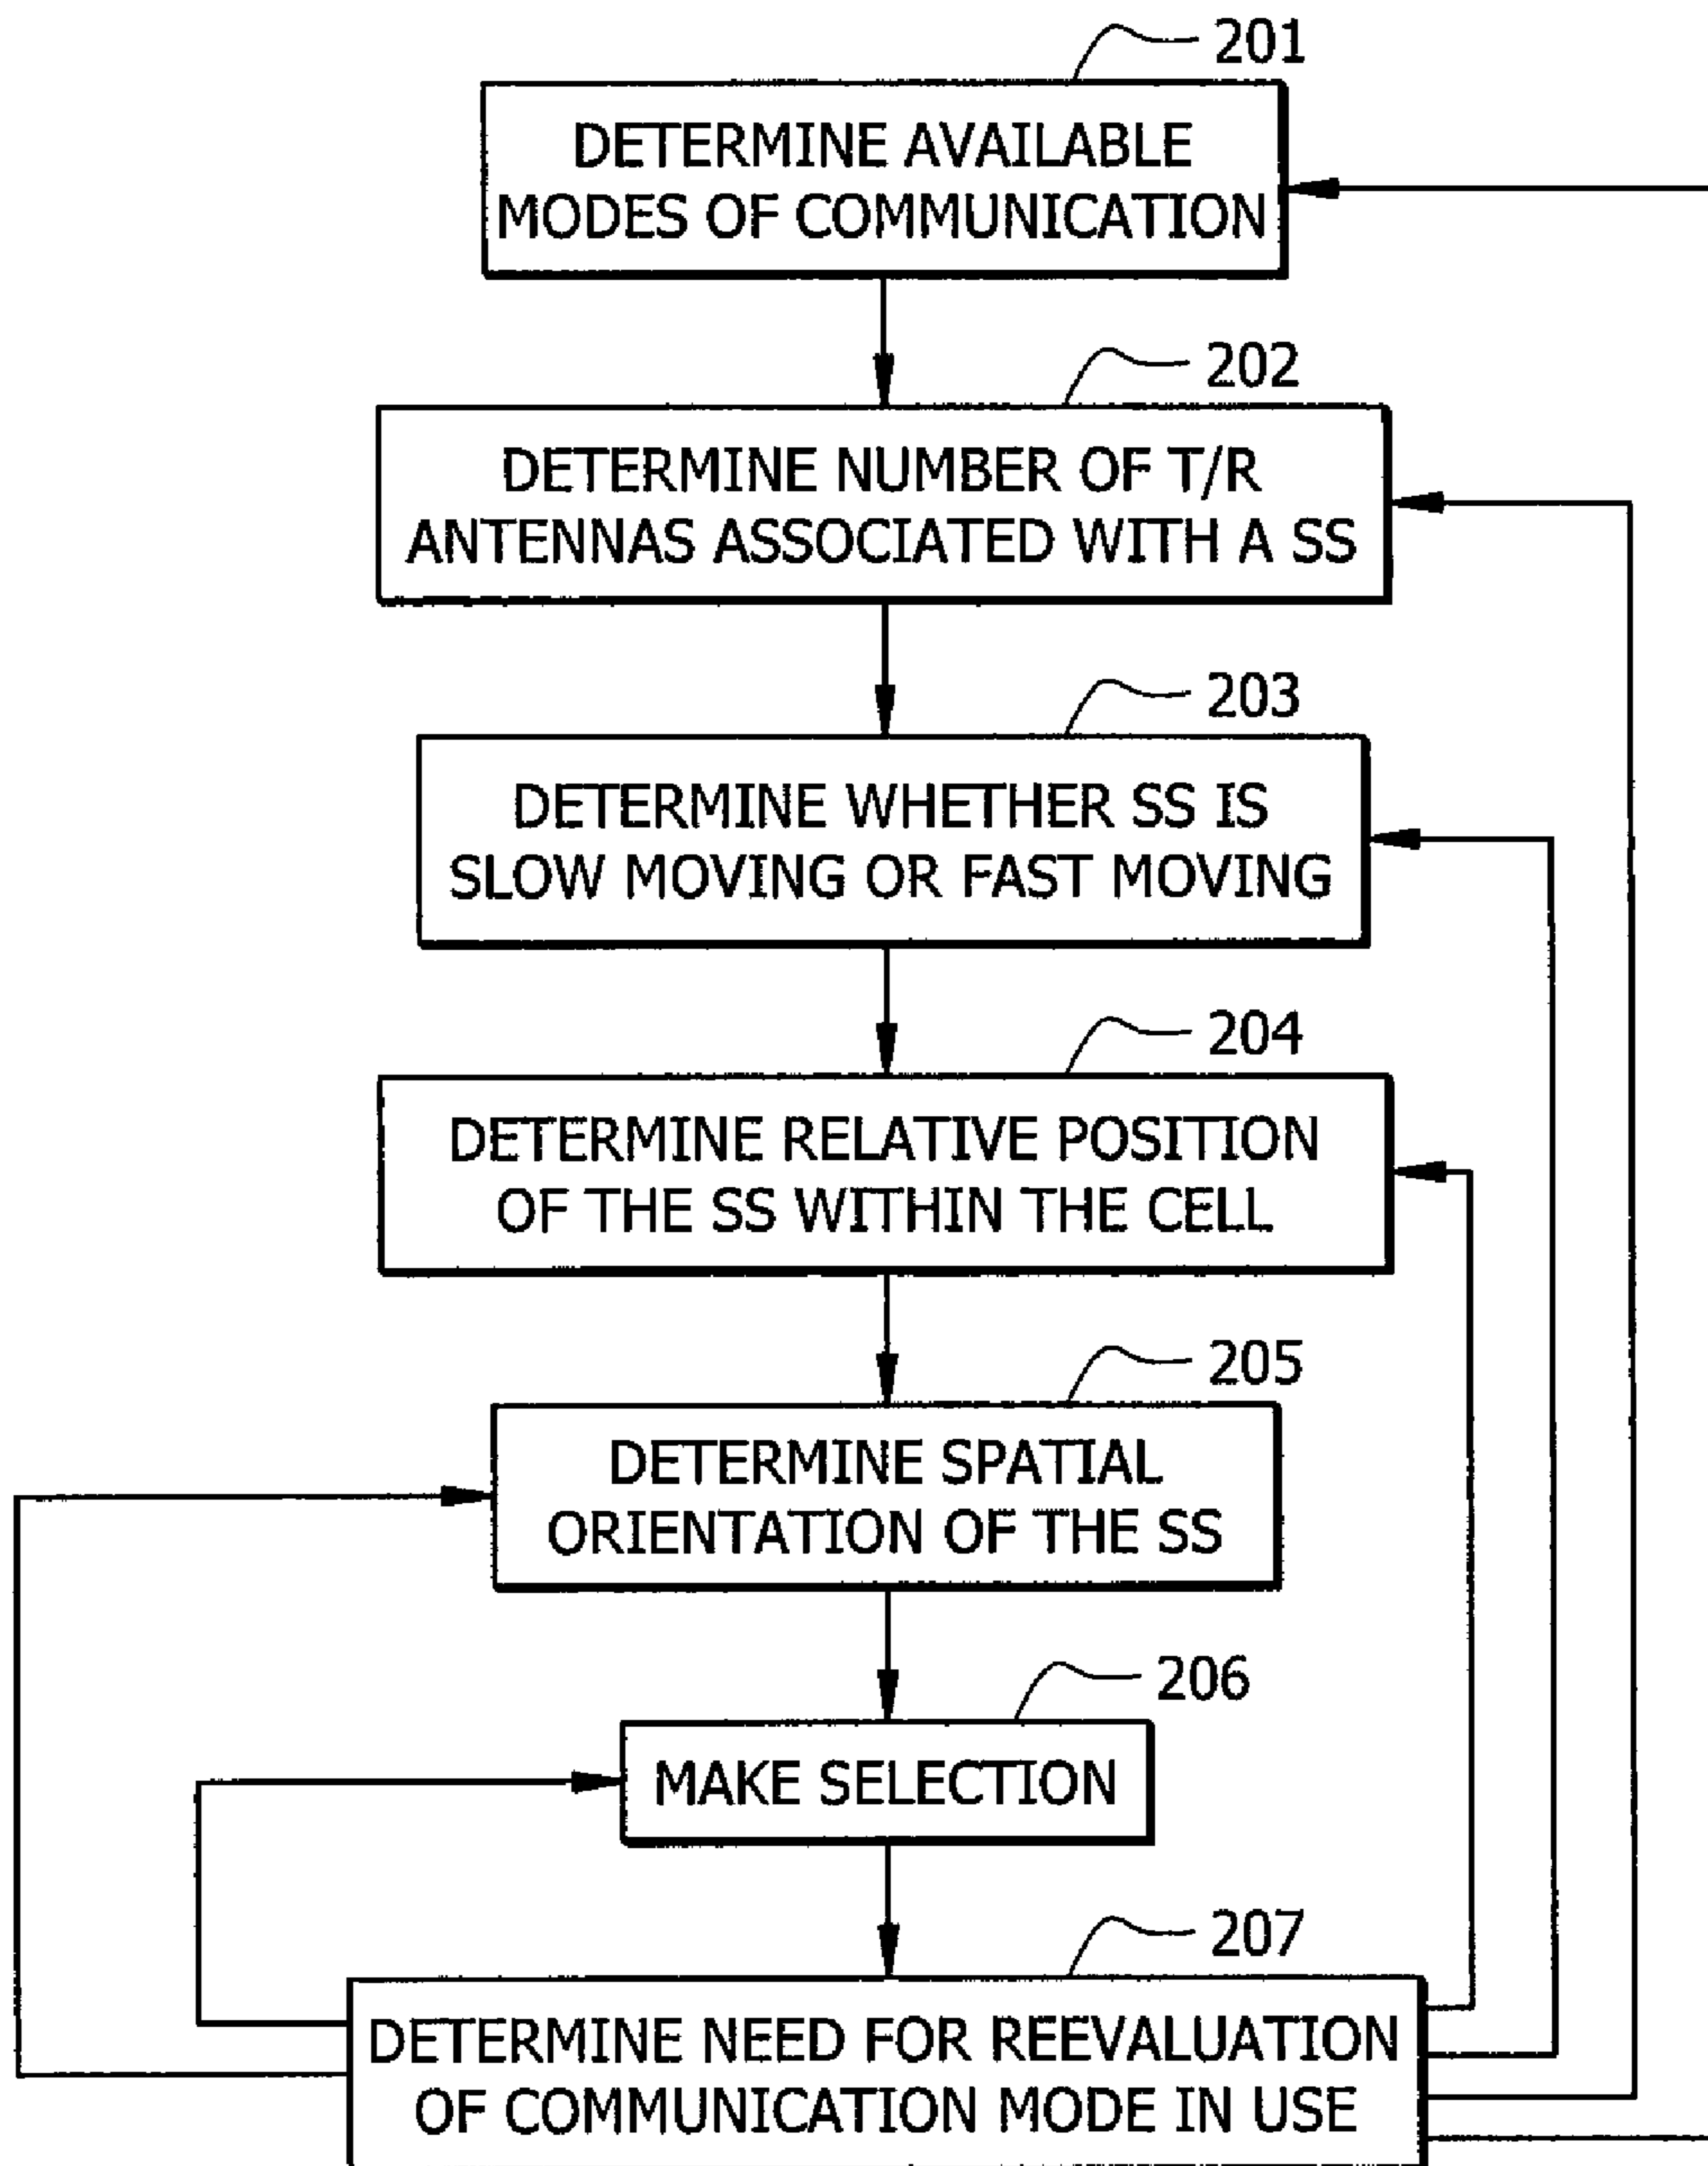 201
DETERMINE AVAILABLE
MODES OF COMMUNICATION
202
DETERMINE NUMBER OF T/R
ANTENNAS ASSOCIATED WITH A SS
203
DETERMINE WHETHER SS IS
SLOW MOVING OR FAST MOVING
204
DETERMINE RELATIVE POSITION
OF THE SS WITHIN THE CELL
205
DETERMINE SPATIAL
ORIENTATION OF THE SS
206
MAKE SELECTION
207
DETERMINE NEED FOR REEVALUATION
OF COMMUNICATION MODE IN USE